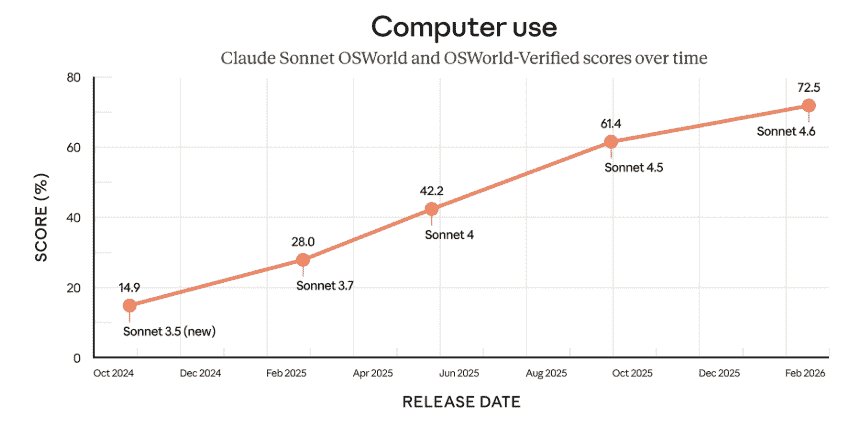 Computer use
Claude Sonnet OSWorld and OSWorld-Verified scores over time
80
72.5
Sonnet 4.6
61.4
60
Sonnet 4.5
SCORE (%)
42.2
40
Sonnet 4
28.0
Sonnet 3.7
20
14.9
Sonnet 3.5 (new)
0
Oct 2024 Dec 2024 Feb 2025 Apr 2025 Jun 2025 Aug 2025 Oct 2025 Dec 2025 Feb 2026
RELEASE DATE